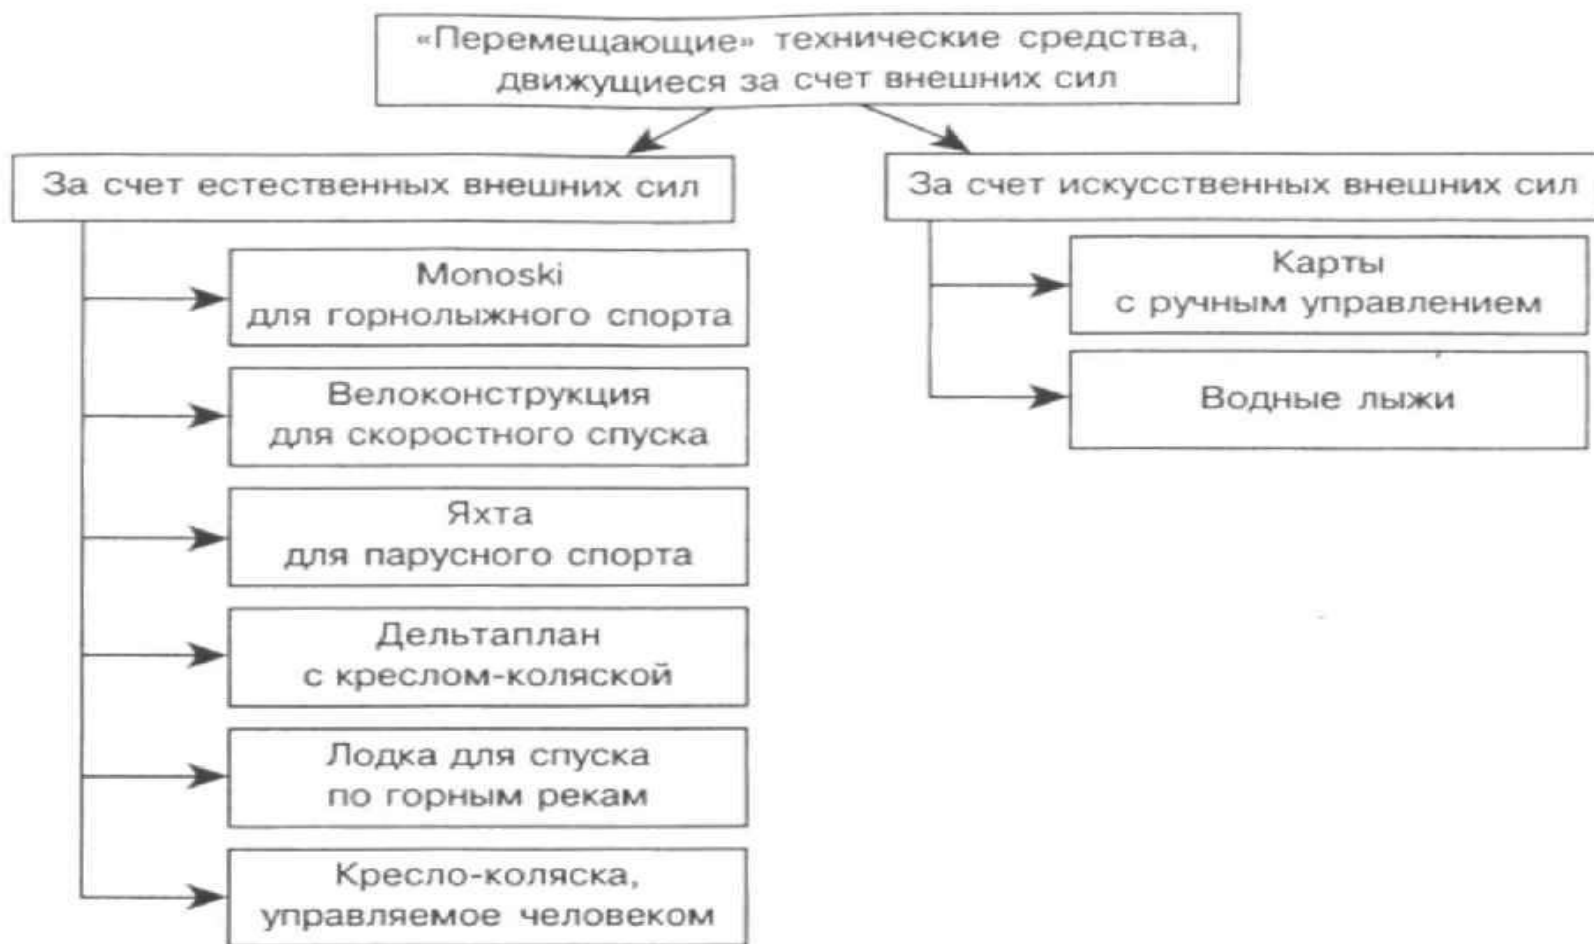 «Перемещающие» технические средства,
движущиеся за счет внешних сил
За счет естественных внешних сил
Monoski
для горнолыжного спорта
Велоконструкция
для скоростного спуска
Яхта
для парусного спорта
Дельтаплан
с креслом-коляской
Лодка для спуска
по горным рекам
Кресло-коляска,
управляемое человеком
За счет искусственных внешних сил
Карты
с ручным управлением
Водные лыжи